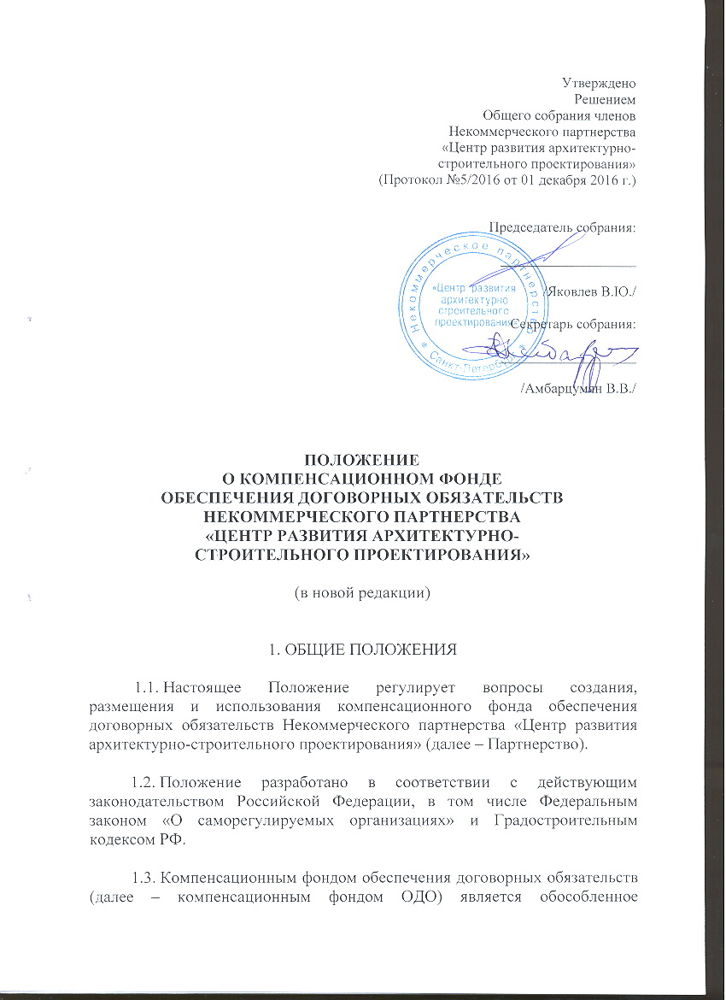 Утверждено
Решением
Общего собрания членов
Некоммерческого партнерства
«Центр развития архитектурно-
строительного проектирования»
(Протокол №5/2016 от 01 декабря 2016 г.)
Председатель собрания:
/Яковлев В.Ю./
Секретарь собрания:
/Амбарцумян В.В./
Некоммерческое партнерство
* Санкт-Петербург *
«Центр развития
архитектурно
строительного
проектирования»
ПОЛОЖЕНИЕ
О КОМПЕНСАЦИОННОМ ФОНДЕ
ОБЕСПЕЧЕНИЯ ДОГОВОРНЫХ ОБЯЗАТЕЛЬСТВ
НЕКОММЕРЧЕСКОГО ПАРТНЕРСТВА
«ЦЕНТР РАЗВИТИЯ АРХИТЕКТУРНО-
СТРОИТЕЛЬНОГО ПРОЕКТИРОВАНИЯ»
(в новой редакции)
1. ОБЩИЕ ПОЛОЖЕНИЯ
1.1. Настоящее Положение регулирует вопросы создания,
размещения и использования компенсационного фонда обеспечения
договорных обязательств Некоммерческого партнерства «Центр развития
архитектурно-строительного проектирования» (далее – Партнерство).
1.2. Положение разработано в соответствии с действующим
законодательством Российской Федерации, в том числе Федеральным
законом «О саморегулируемых организациях» и Градостроительным
кодексом РФ.
1.3. Компенсационным фондом обеспечения договорных обязательств
(далее – компенсационным фондом ОДО) является обособленное